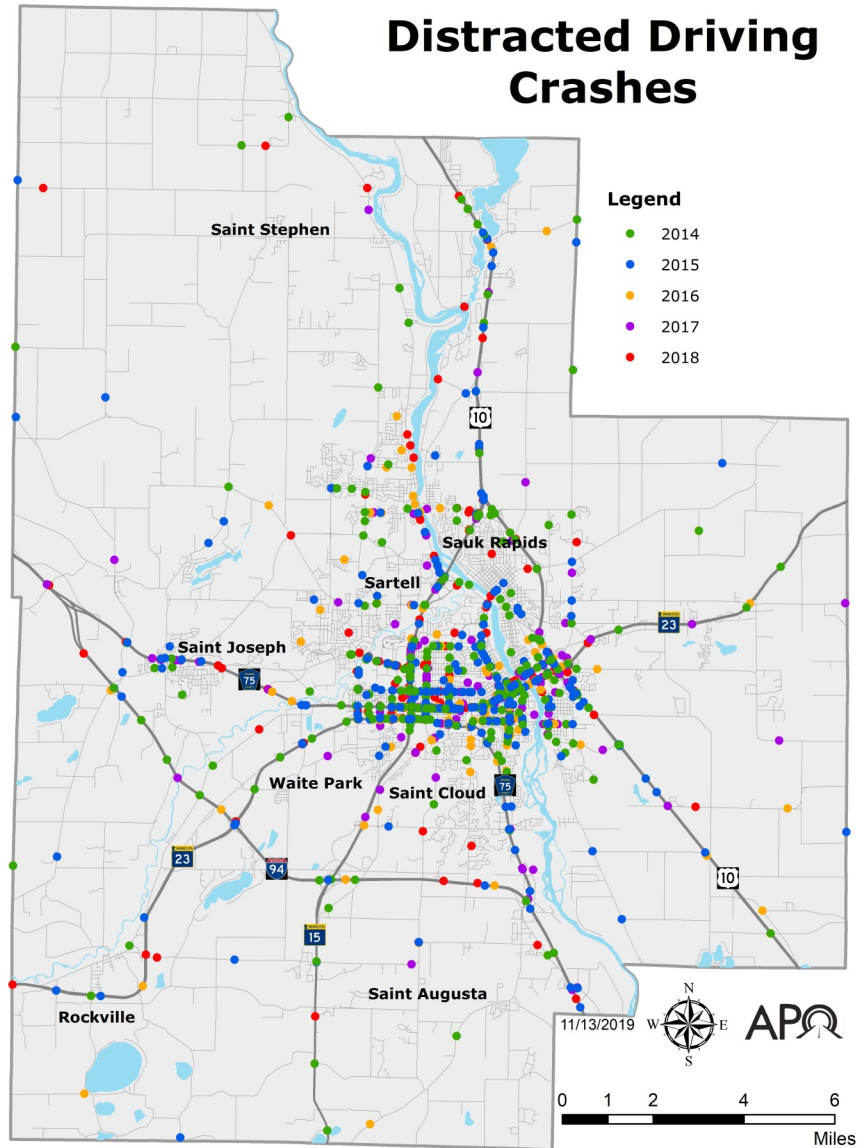 Distracted Driving
Crashes
Legend
2014
2015
2016
2017
2018
Saint Stephen
10
Sauk Rapids
Sartell
23
Saint Joseph
75
Waite Park
Saint Cloud
75
23
94
10
15
Saint Augusta
Rockville
11/13/2019
N
W
E
S
APO
0 1 2 4 6
Miles